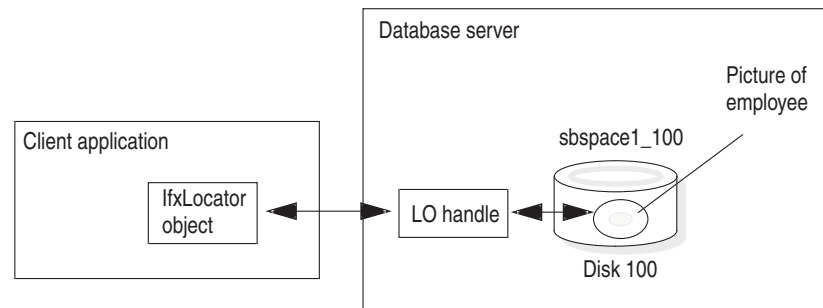 Database server
Picture of
employee
Client application
sbspace1_100
IfxLocator
object
LO handle
Disk 100